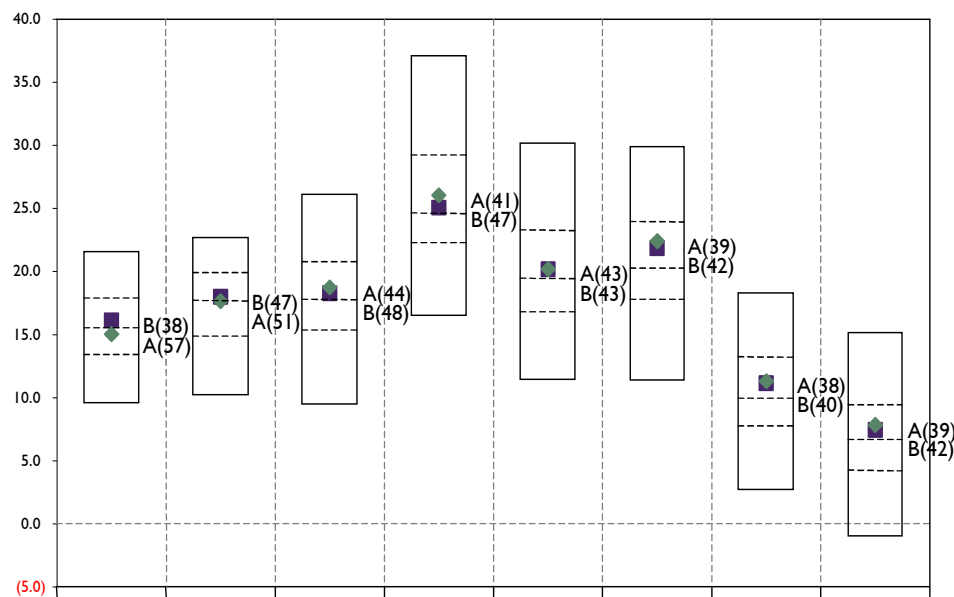 40.0
35.0
30.0
25.0
20.0
15.0
10.0
5.0
0.0
(5.0)
B(38)
A(57)
B(47)
A(51)
A(44)
B(48)
A(41)
B(47)
A(43)
B(43)
A(39)
B(42)
A(38)
B(40)
A(39)
B(42)